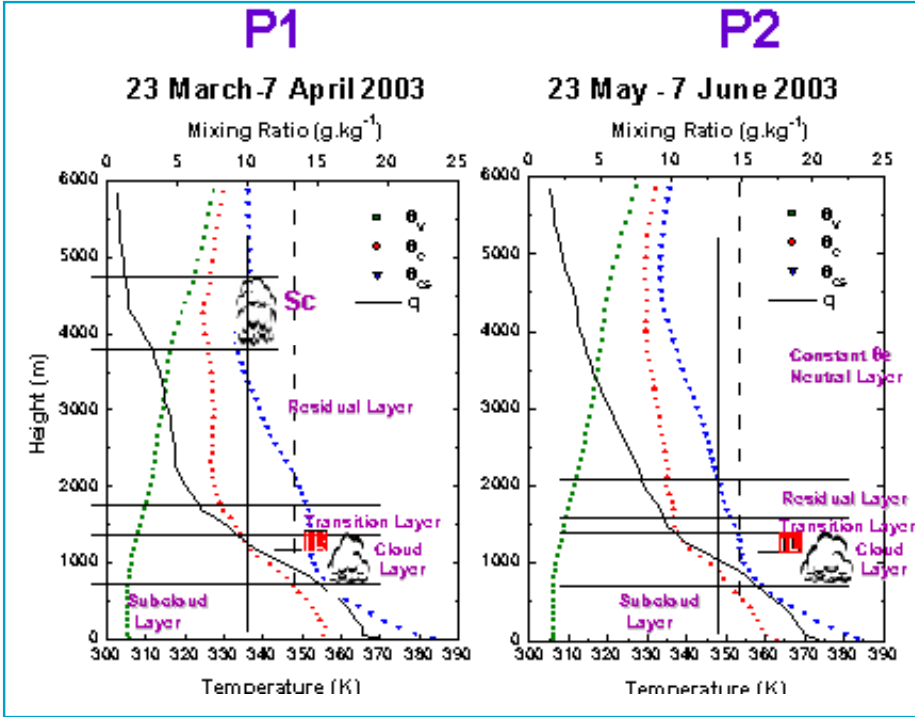 P1
P2
23 March-7 April 2003
23 May - 7 June 2003
Mixing Ratio (g.kg⁻¹)
Mixing Ratio (g.kg⁻¹)
0 5 10 15 20 25
0 5 10 15 20 25
6000
5000
4000
3000
2000
1000
0
Height (m)
θv
θe
θes
q
Sc
Residual Layer
Transition Layer
Cloud
Layer
Subcloud
Layer
300 310 320 330 340 350 360 370 380 390
Temperature (K)
6000
5000
4000
3000
2000
1000
0
θv
θe
θes
q
Constant θe
Neutral Layer
Residual Layer
Transition Layer
Cloud
Layer
Subcloud
Layer
300 310 320 330 340 350 360 370 380 390
Temperature (K)